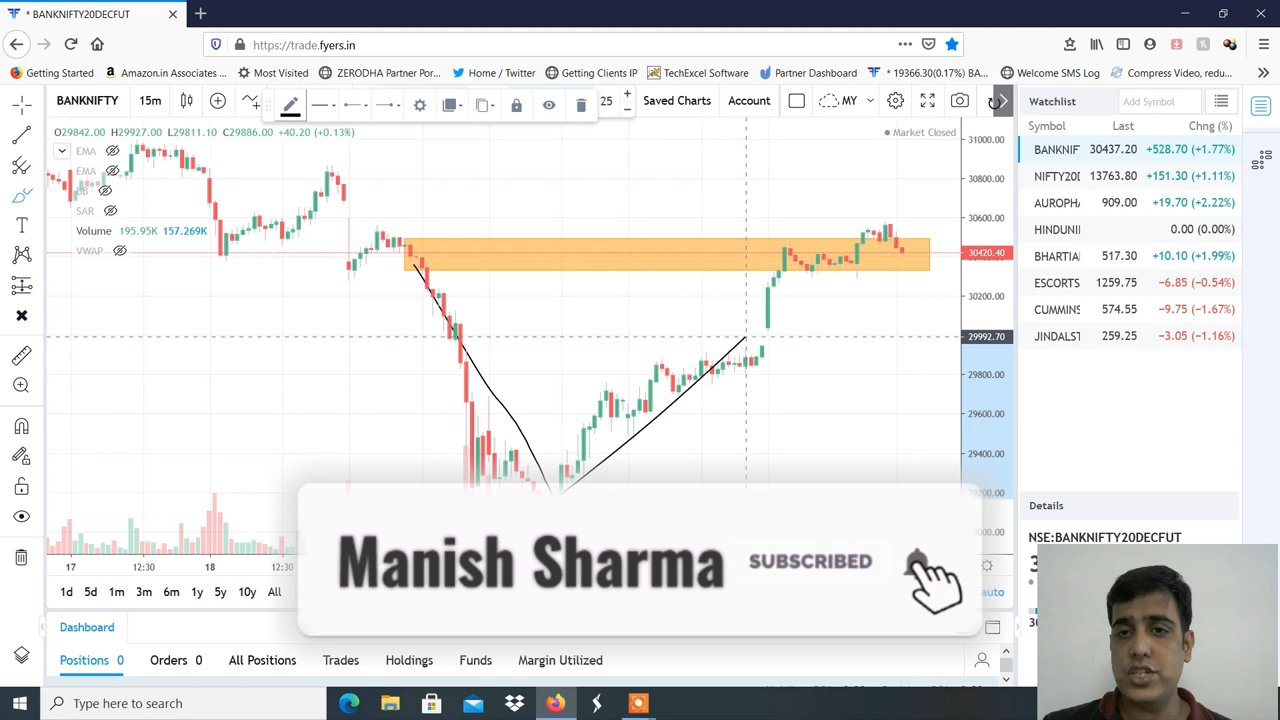 * BANKNIFTY20DECFUT
https://trade.fyers.in
Getting Started
Amazon.in Associates ...
Most Visited
ZERODHA Partner Por...
Home / Twitter
Getting Clients IP
TechExcel Software
Partner Dashboard
* 19366.30(0.17%) BA...
Welcome SMS Log
Compress Video, redu...
BANKNIFTY 15m 25 Saved Charts Account MY
O29842.00 H29927.00 L29811.10 C29886.00 +40.20 (+0.13%)
Market Closed
EMA
EMA
BB
SAR
Volume 195.95K 157.269K
VWAP
31000.00
30800.00
30600.00
30420.40
30200.00
29992.70
29800.00
29600.00
29400.00
29200.00
17 12:30 18 12:30
1d 5d 1m 3m 6m 1y 5y 10y All
auto
Watchlist Add Symbol
Symbol Last Chng (%)
BANKNIF 30437.20 +528.70 (+1.77%)
NIFTY20D 13763.80 +151.30 (+1.11%)
AUROPHA 909.00 +19.70 (+2.22%)
HINDUNI 0.00 (0.00%)
BHARTIA 517.30 +10.10 (+1.99%)
ESCORTS 1259.75 −6.85 (−0.54%)
CUMMINS 574.55 −9.75 (−1.67%)
JINDALST 259.25 −3.05 (−1.16%)
Details
NSE:BANKNIFTY20DECFUT
Manish Sharma SUBSCRIBED
Dashboard
Positions 0 Orders 0 All Positions Trades Holdings Funds Margin Utilized
Type here to search